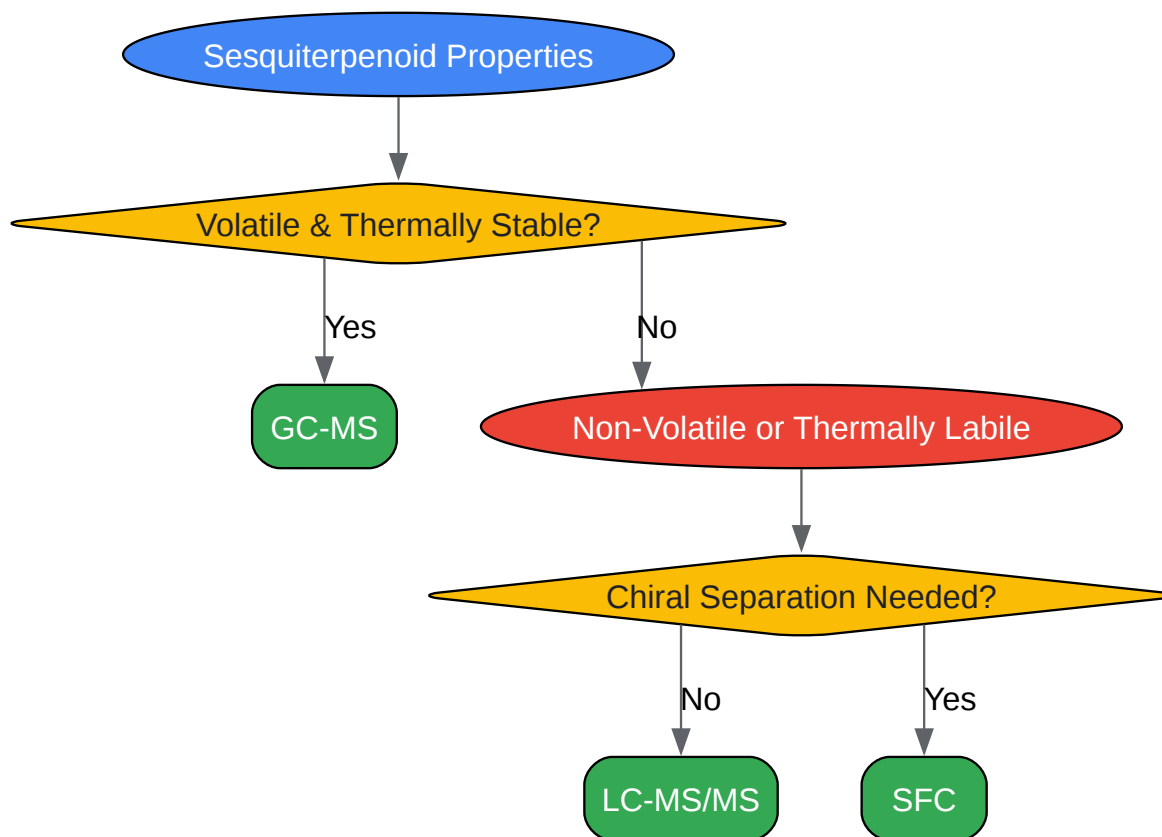 Sesquiterpenoid Properties
Volatile & Thermally Stable?
Yes
No
GC-MS
Non-Volatile or Thermally Labile
Chiral Separation Needed?
No
Yes
LC-MS/MS
SFC